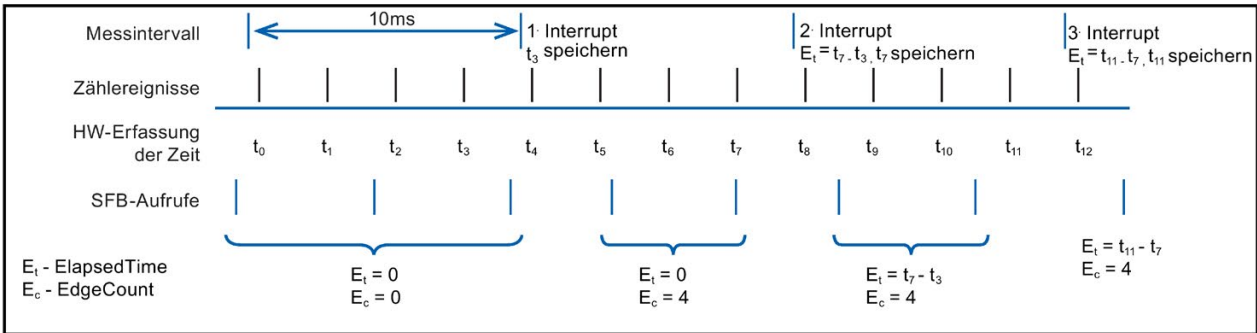 Messintervall
10ms
1. Interrupt
t3 speichern
2. Interrupt
Et = t7 - t3 , t7 speichern
3. Interrupt
Et = t11 - t7 , t11 speichern
Zählereignisse
HW-Erfassung
der Zeit
t0 t1 t2 t3 t4 t5 t6 t7 t8 t9 t10 t11 t12
SFB-Aufrufe
Et - ElapsedTime
Ec - EdgeCount
Et = 0
Ec = 0
Et = 0
Ec = 4
Et = t7 - t3
Ec = 4
Et = t11 - t7
Ec = 4